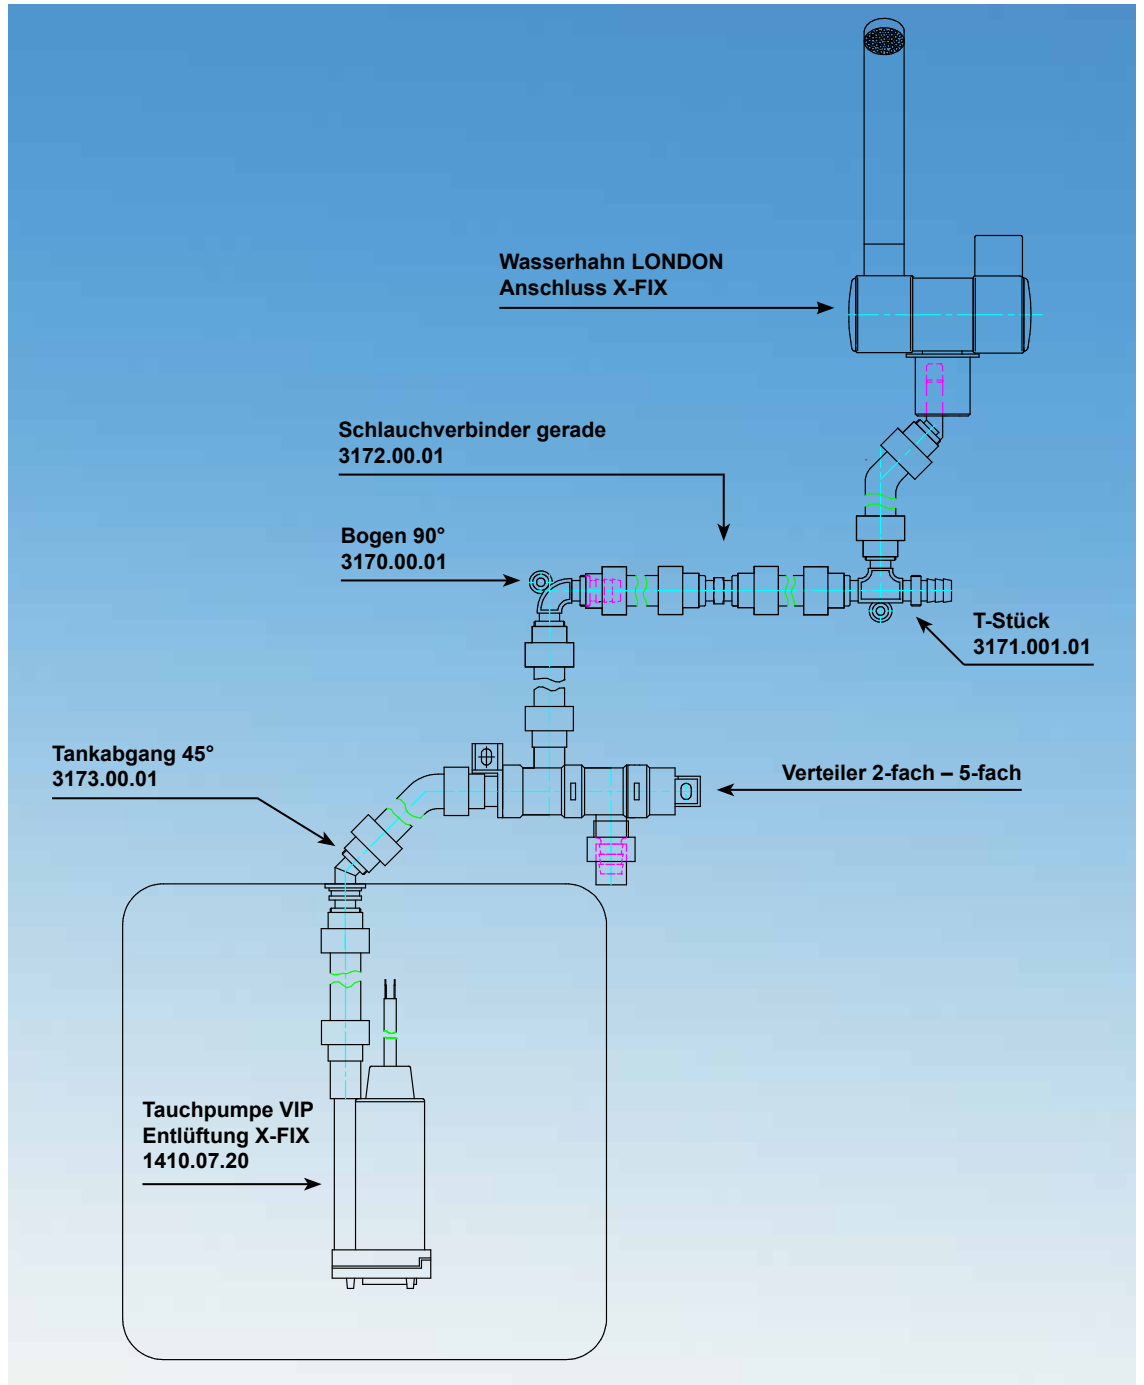 Wasserhahn LONDON
Anschluss X-FIX
Schlauchverbinder gerade
3172.00.01
Bogen 90°
3170.00.01
T-Stück
3171.001.01
Tankabgang 45°
3173.00.01
Verteiler 2-fach – 5-fach
Tauchpumpe VIP
Entlüftung X-FIX
1410.07.20